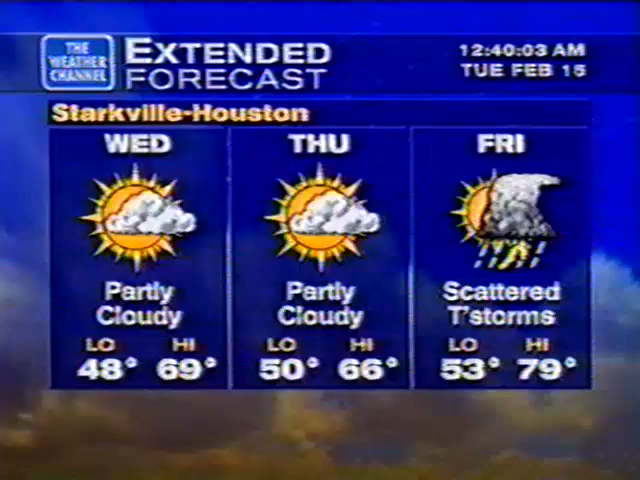 THE
WEATHER
CHANNEL
EXTENDED
FORECAST
12:40:03 AM
TUE FEB 16
Starkville-Houston
WED THU FRI
Partly Partly Scattered
Cloudy Cloudy T'storms
LO HI LO HI LO HI
48° 69° 50° 66° 53° 79°